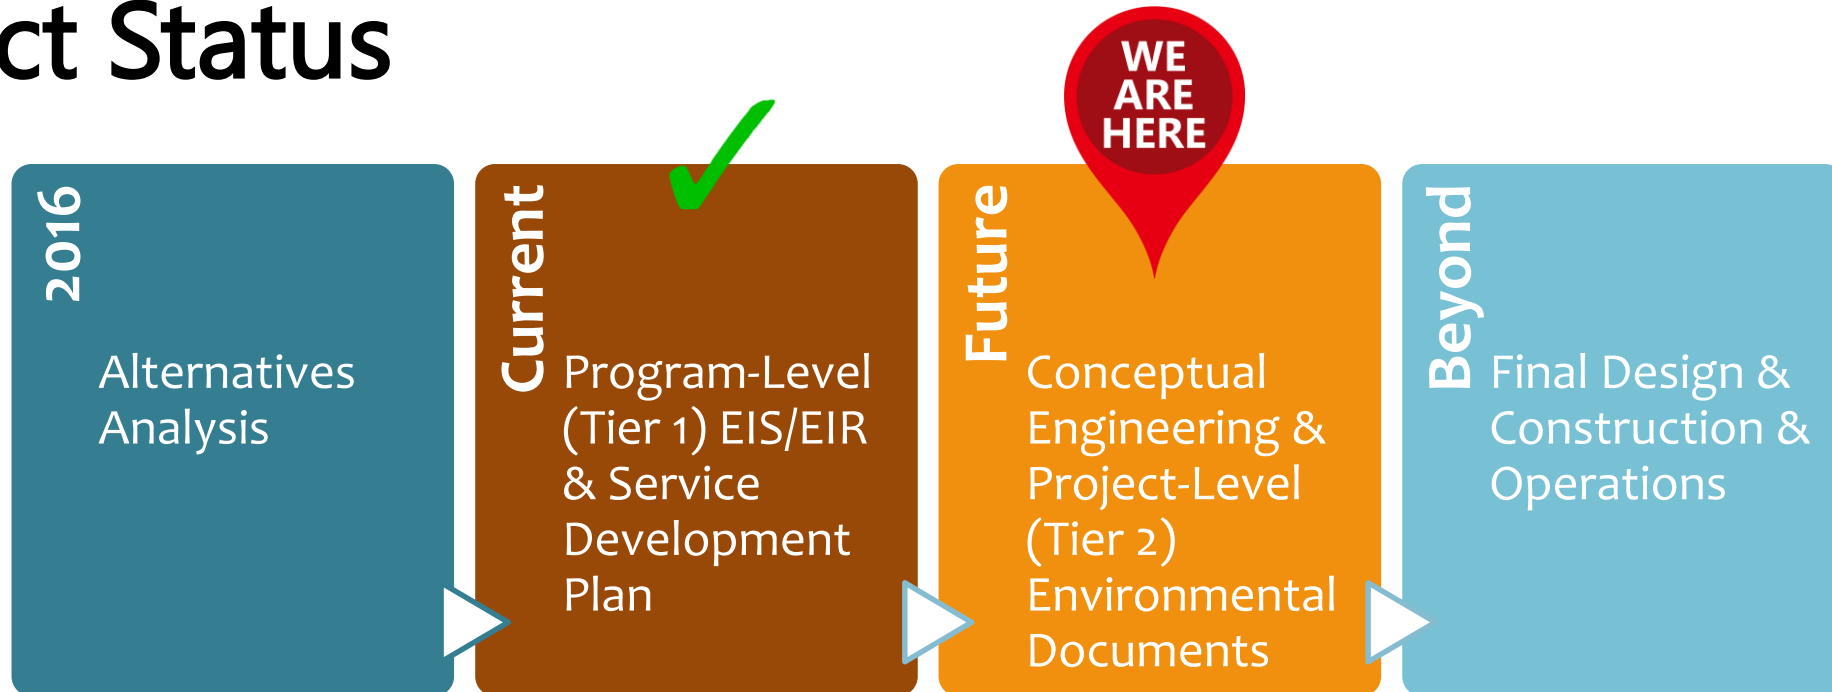 ct Status
WE
ARE
HERE
2016
Alternatives
Analysis
Current
Program-Level
(Tier 1) EIS/EIR
& Service
Development
Plan
Future
Conceptual
Engineering &
Project-Level
(Tier 2)
Environmental
Documents
Beyond
Final Design &
Construction &
Operations